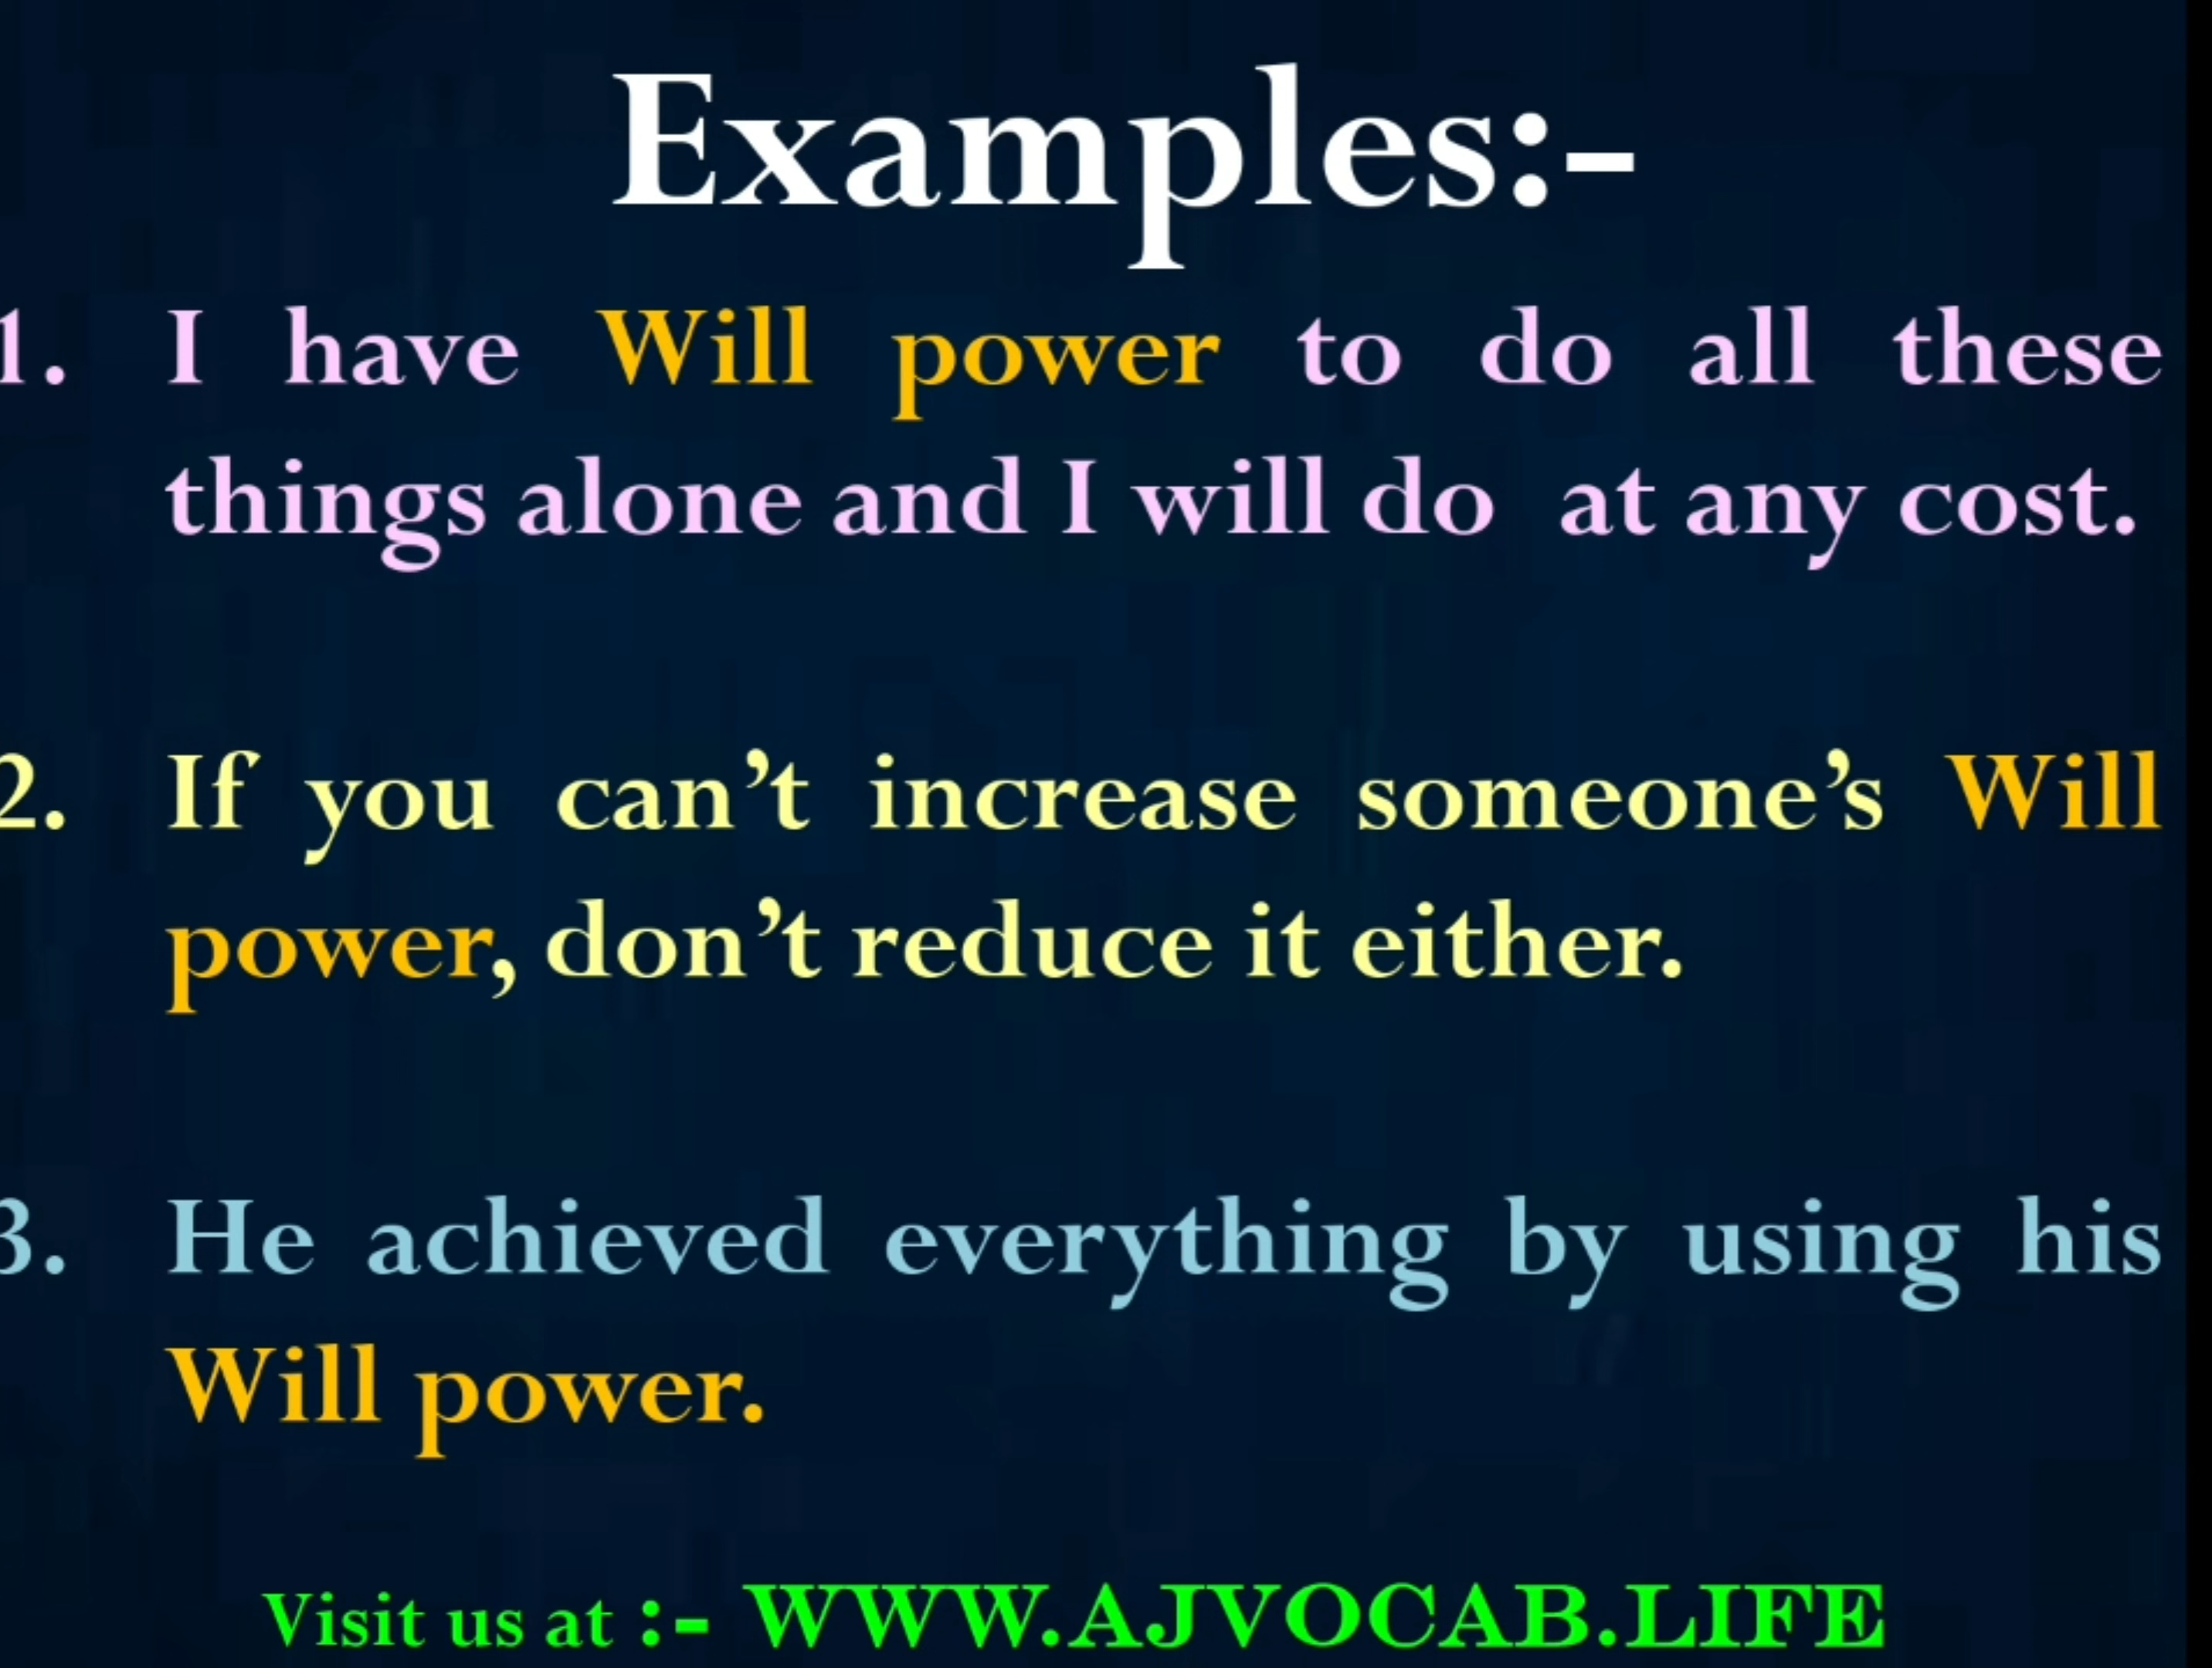 Examples:-
1. I have Will power to do all these
things alone and I will do at any cost.
2. If you can’t increase someone’s Will
power, don’t reduce it either.
3. He achieved everything by using his
Will power.
Visit us at :- WWW.AJVOCAB.LIFE